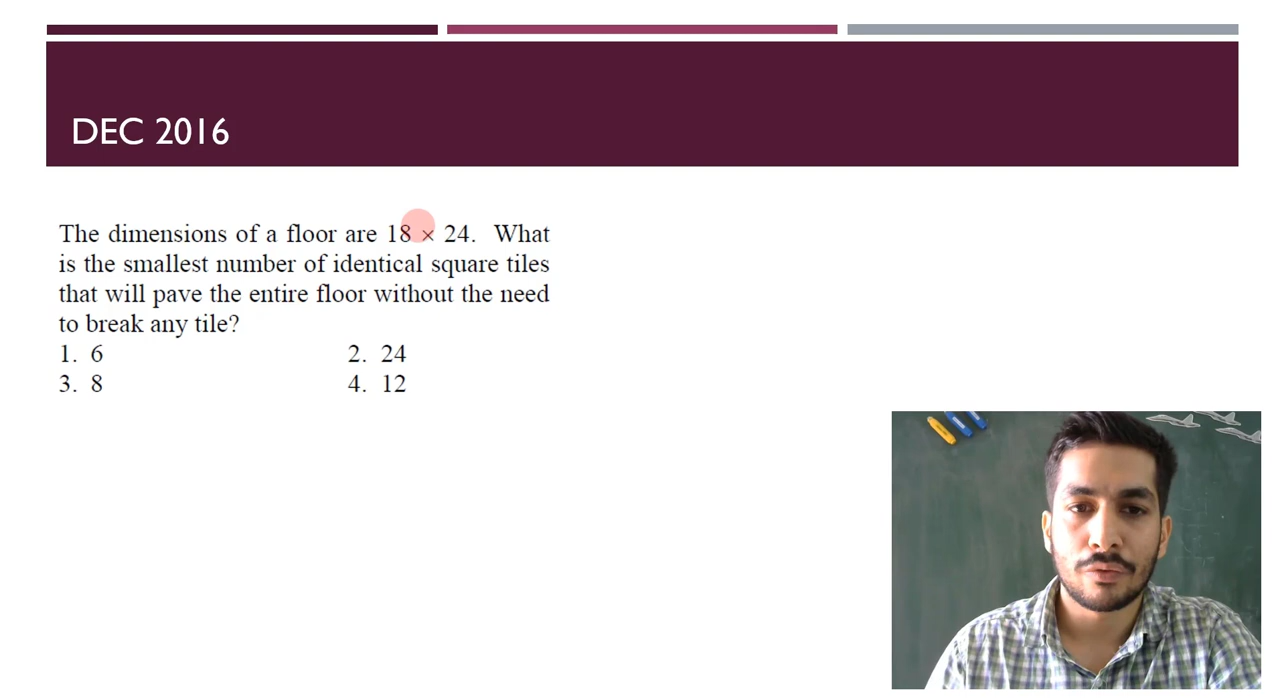 DEC 2016
The dimensions of a floor are 18 × 24. What
is the smallest number of identical square tiles
that will pave the entire floor without the need
to break any tile?
1. 6 2. 24
3. 8 4. 12